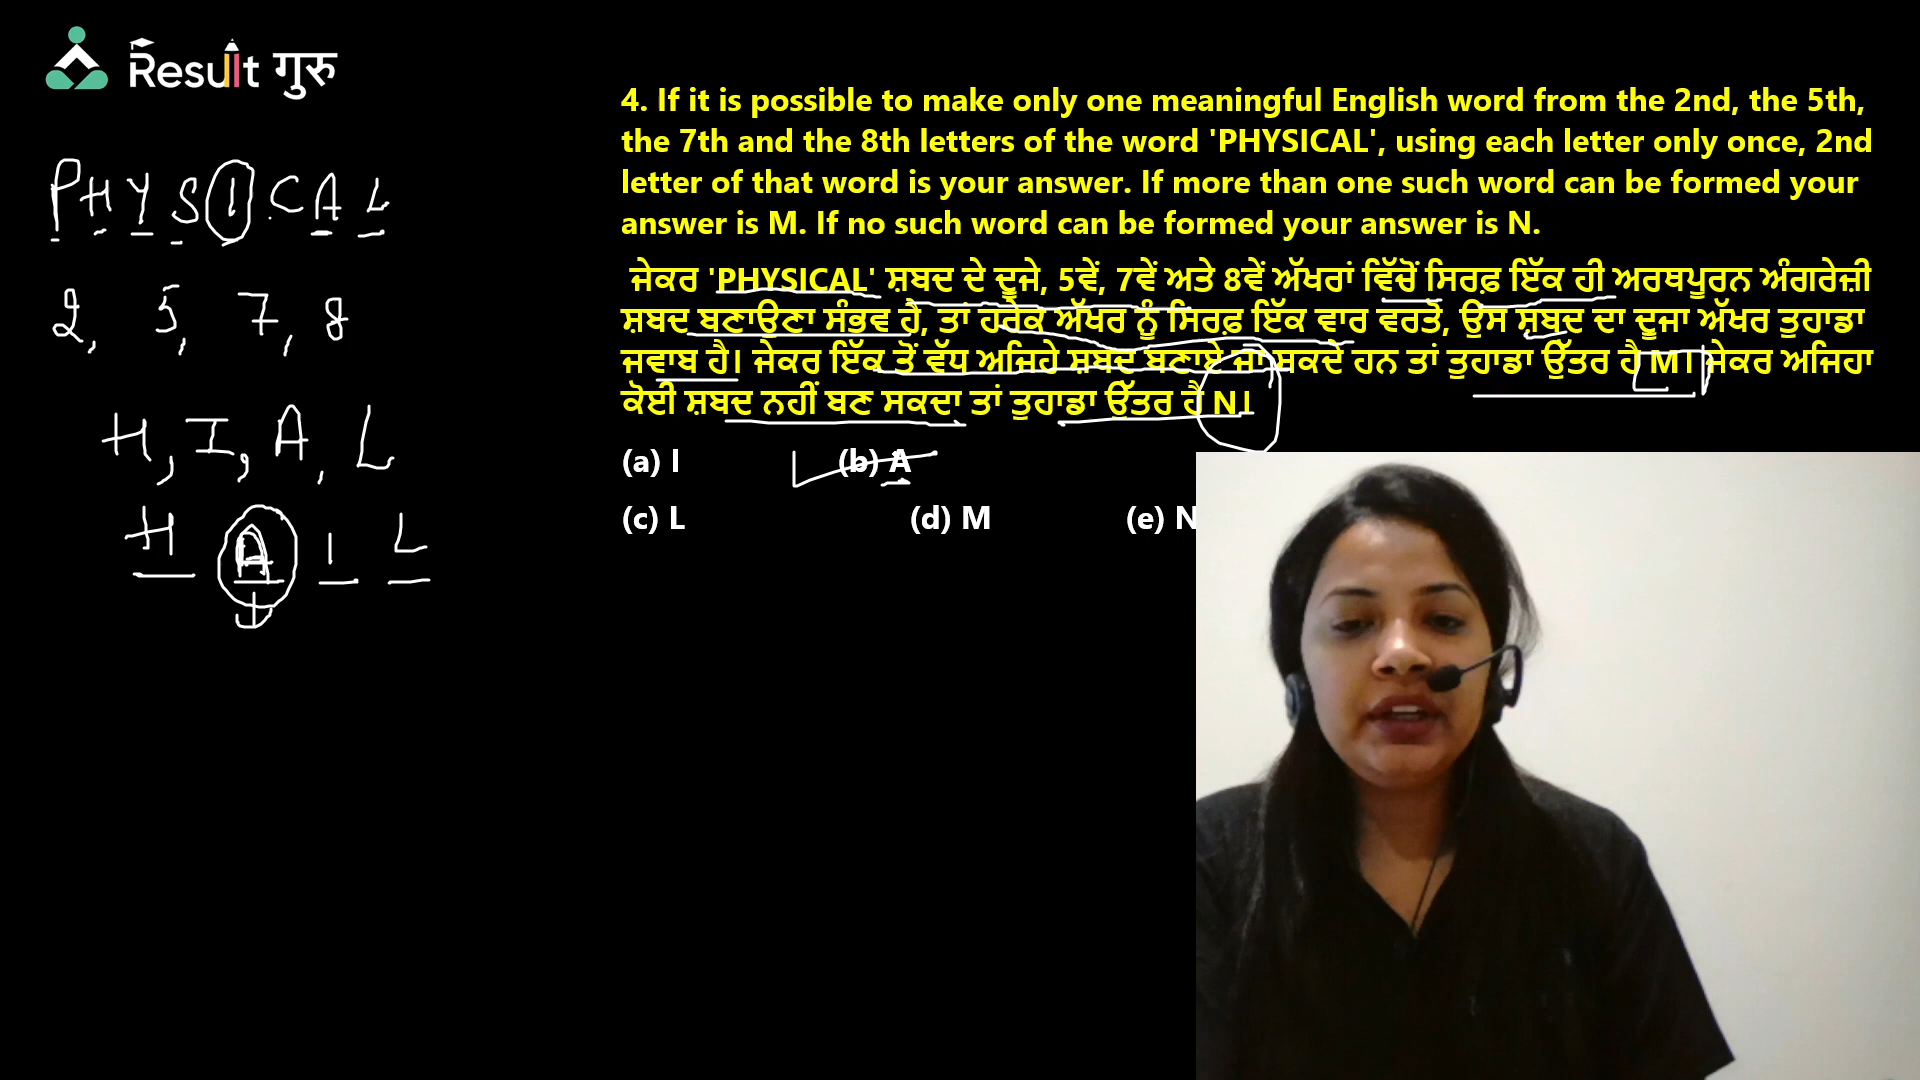 Result गुरु
P H Y S I C A L
2, 5, 7, 8
H, I, A, L
H A I L
4. If it is possible to make only one meaningful English word from the 2nd, the 5th,
the 7th and the 8th letters of the word 'PHYSICAL', using each letter only once, 2nd
letter of that word is your answer. If more than one such word can be formed your
answer is M. If no such word can be formed your answer is N.
ਜੇਕਰ 'PHYSICAL' ਸ਼ਬਦ ਦੇ ਦੂਜੇ, 5ਵੇਂ, 7ਵੇਂ ਅਤੇ 8ਵੇਂ ਅੱਖਰਾਂ ਵਿੱਚੋਂ ਸਿਰਫ਼ ਇੱਕ ਹੀ ਅਰਥਪੂਰਨ ਅੰਗਰੇਜ਼ੀ
ਸ਼ਬਦ ਬਣਾਉਣਾ ਸੰਭਵ ਹੈ, ਤਾਂ ਹਰੇਕ ਅੱਖਰ ਨੂੰ ਸਿਰਫ਼ ਇੱਕ ਵਾਰ ਵਰਤੋ, ਉਸ ਸ਼ਬਦ ਦਾ ਦੂਜਾ ਅੱਖਰ ਤੁਹਾਡਾ
ਜਵਾਬ ਹੈ। ਜੇਕਰ ਇੱਕ ਤੋਂ ਵੱਧ ਅਜਿਹੇ ਸ਼ਬਦ ਬਣਾਏ ਜਾ ਸਕਦੇ ਹਨ ਤਾਂ ਤੁਹਾਡਾ ਉੱਤਰ ਹੈ M। ਜੇਕਰ ਅਜਿਹਾ
ਕੋਈ ਸ਼ਬਦ ਨਹੀਂ ਬਣ ਸਕਦਾ ਤਾਂ ਤੁਹਾਡਾ ਉੱਤਰ ਹੈ N।
(a) l (b) A
(c) L (d) M (e) N